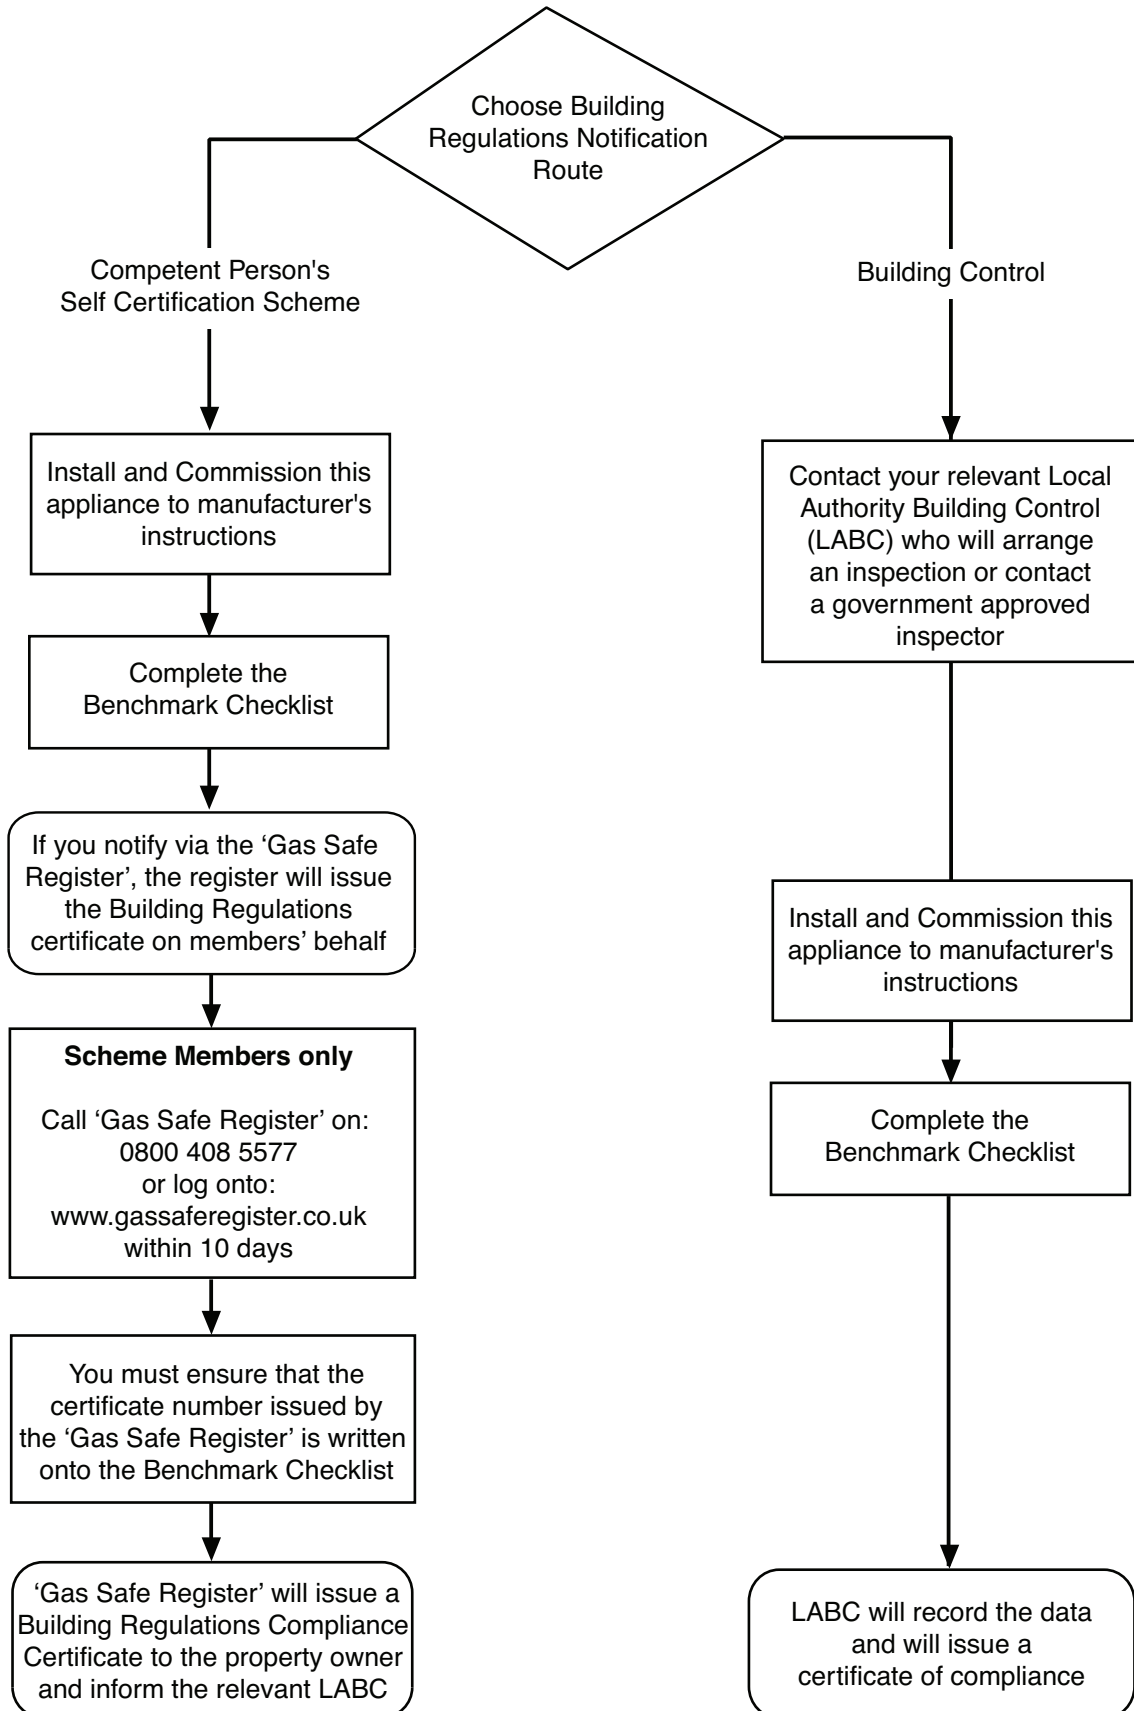 Choose Building
Regulations Notification
Route
Competent Person's
Self Certification Scheme
Building Control
Install and Commission this
appliance to manufacturer's
instructions
Contact your relevant Local
Authority Building Control
(LABC) who will arrange
an inspection or contact
a government approved
inspector
Complete the
Benchmark Checklist
If you notify via the ‘Gas Safe
Register’, the register will issue
the Building Regulations
certificate on members’ behalf
Install and Commission this
appliance to manufacturer's
instructions
Scheme Members only
Call ‘Gas Safe Register’ on:
0800 408 5577
or log onto:
www.gassaferegister.co.uk
within 10 days
Complete the
Benchmark Checklist
You must ensure that the
certificate number issued by
the ‘Gas Safe Register’ is written
onto the Benchmark Checklist
‘Gas Safe Register’ will issue a
Building Regulations Compliance
Certificate to the property owner
and inform the relevant LABC
LABC will record the data
and will issue a
certificate of compliance